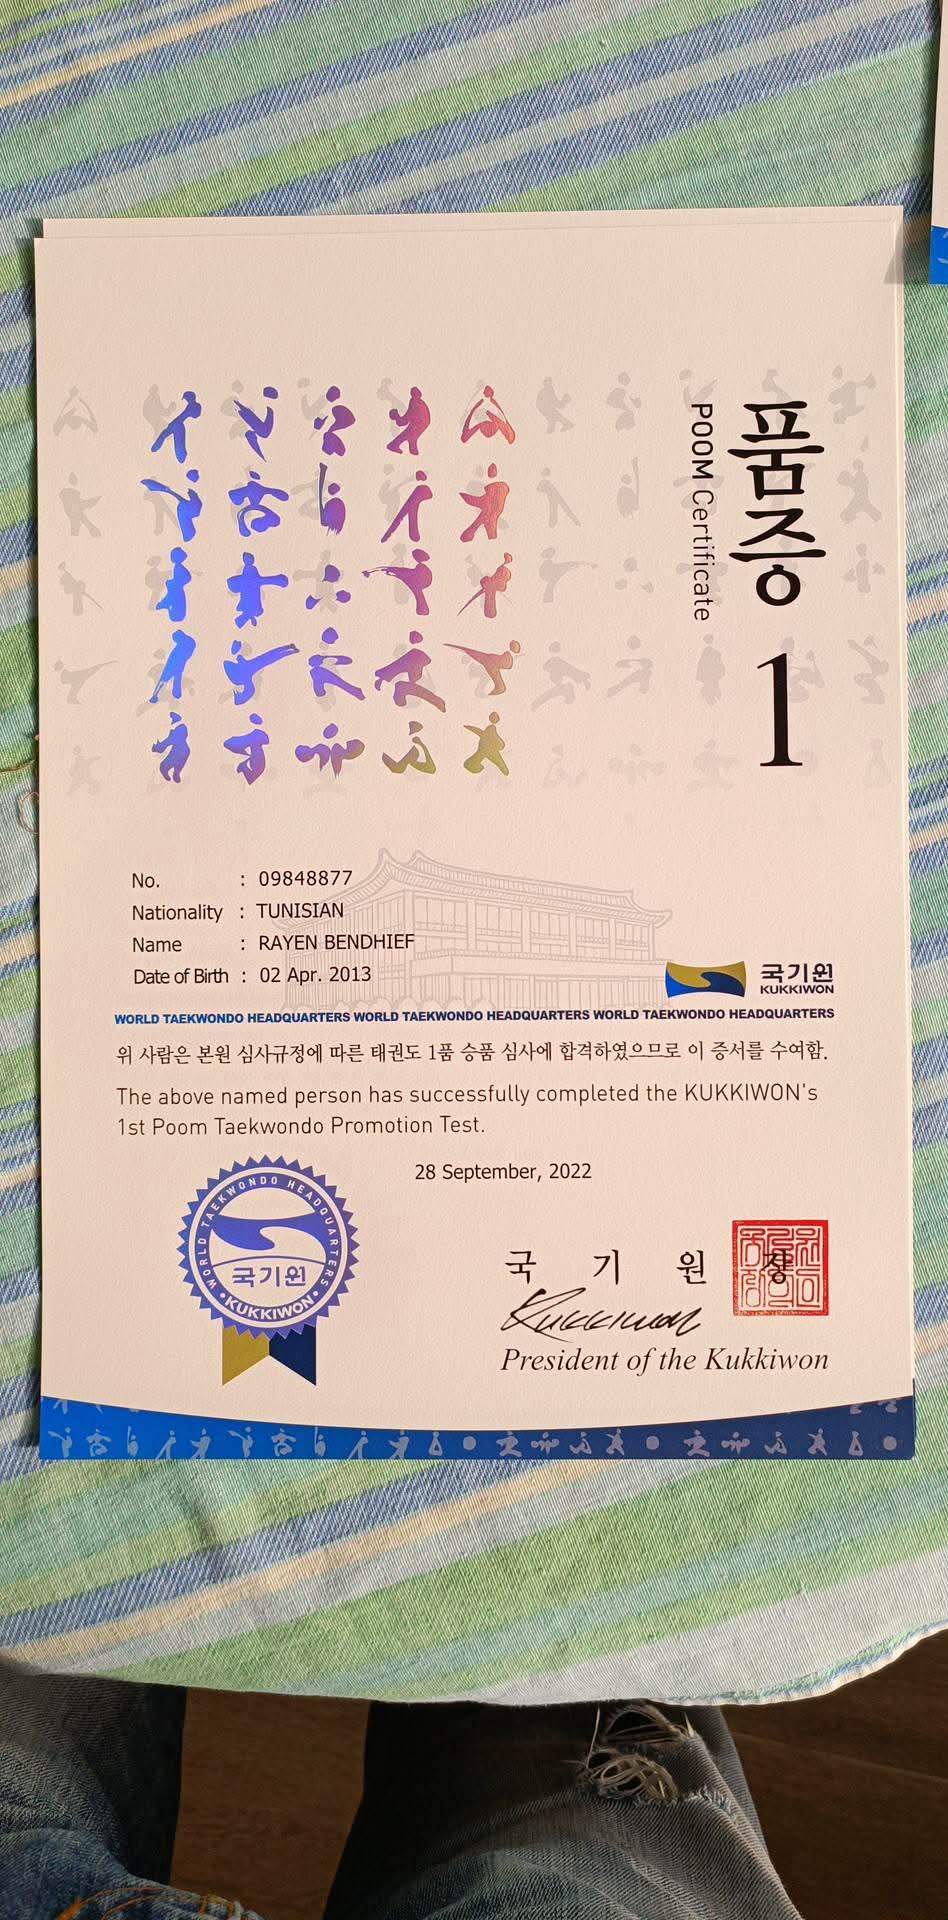 품증
POOM Certificate
1
No. : 09848877
Nationality : TUNISIAN
Name : RAYEN BENDHIEF
Date of Birth : 02 Apr. 2013
국기원
KUKKIWON
WORLD TAEKWONDO HEADQUARTERS WORLD TAEKWONDO HEADQUARTERS WORLD TAEKWONDO HEADQUARTERS
위 사람은 본원 심사규정에 따른 태권도 1품 승품 심사에 합격하였으므로 이 증서를 수여함.
The above named person has successfully completed the KUKKIWON's
1st Poom Taekwondo Promotion Test.
28 September, 2022
WORLD TAEKWONDO HEADQUARTERS
국기원
• KUKKIWON •
국 기 원 장
Kukkiwon
President of the Kukkiwon